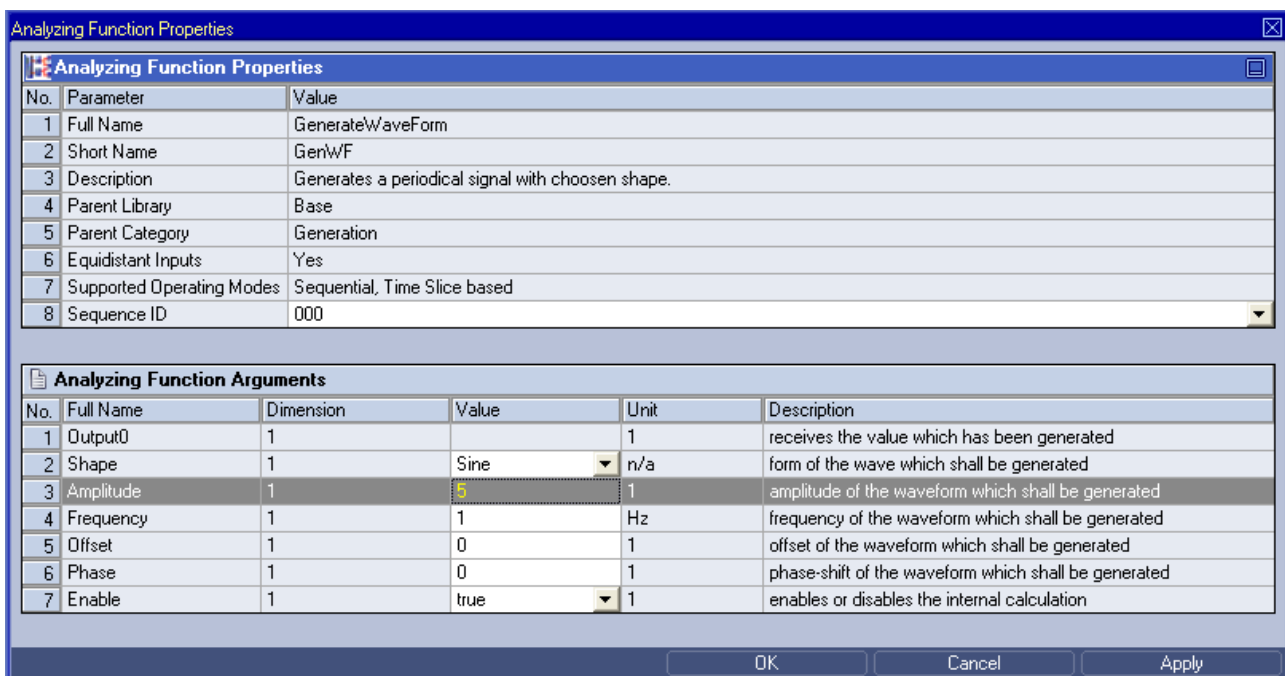 Analyzing Function Properties
Analyzing Function Properties
No. Parameter Value
1 Full Name GenerateWaveForm
2 Short Name GenWF
3 Description Generates a periodical signal with choosen shape.
4 Parent Library Base
5 Parent Category Generation
6 Equidistant Inputs Yes
7 Supported Operating Modes Sequential, Time Slice based
8 Sequence ID 000
Analyzing Function Arguments
No. Full Name Dimension Value Unit Description
1 Output0 1 1 receives the value which has been generated
2 Shape 1 Sine n/a form of the wave which shall be generated
3 Amplitude 1 5 1 amplitude of the waveform which shall be generated
4 Frequency 1 1 Hz frequency of the waveform which shall be generated
5 Offset 1 0 1 offset of the waveform which shall be generated
6 Phase 1 0 1 phase-shift of the waveform which shall be generated
7 Enable 1 true 1 enables or disables the internal calculation
OK Cancel Apply